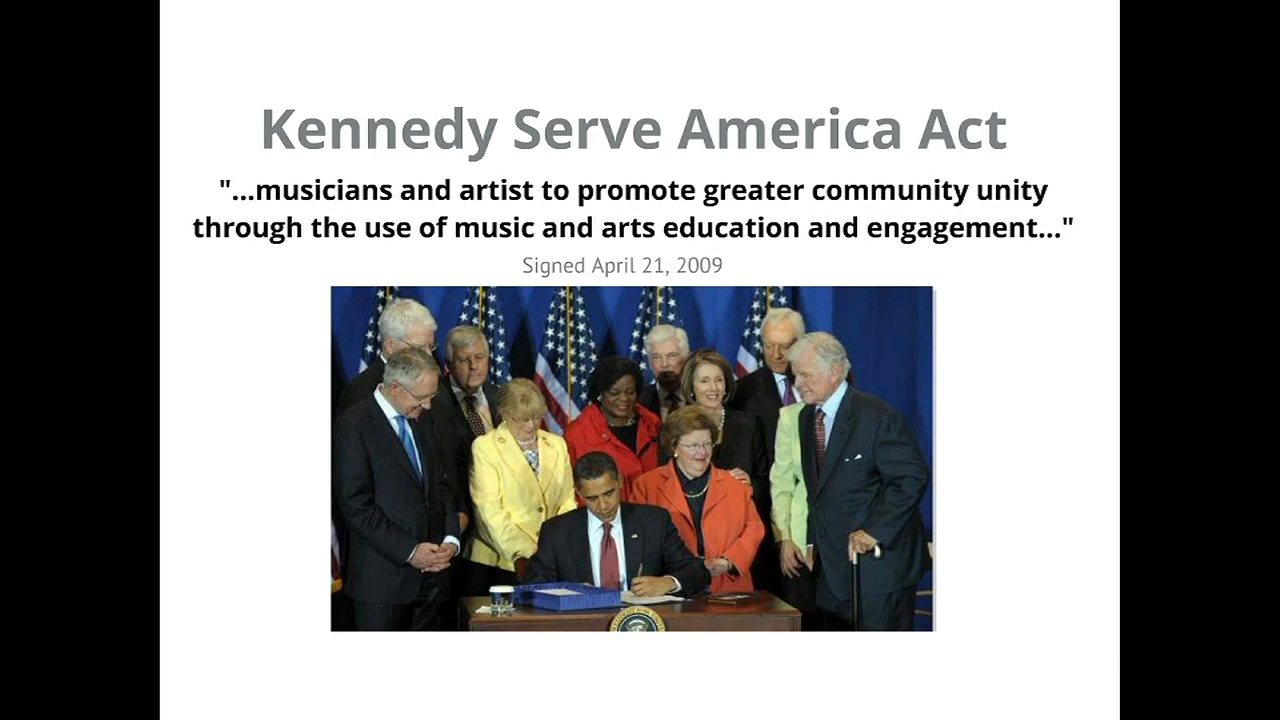 Kennedy Serve America Act
"...musicians and artist to promote greater community unity
through the use of music and arts education and engagement..."
Signed April 21, 2009